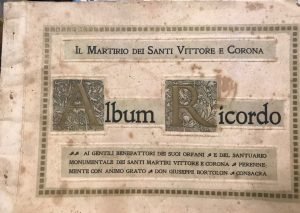 Il Martirio dei Santi Vittore e Corona
Album Ricordo
AI GENTILI BENEFATTORI DEI SUOI ORFANI E DEL SANTUARIO
MONUMENTALE DEI SANTI MARTIRI VITTORE E CORONA PERENNE
MENTE CON ANIMO GRATO DON GIUSEPPE BORTOLON CONSACRA